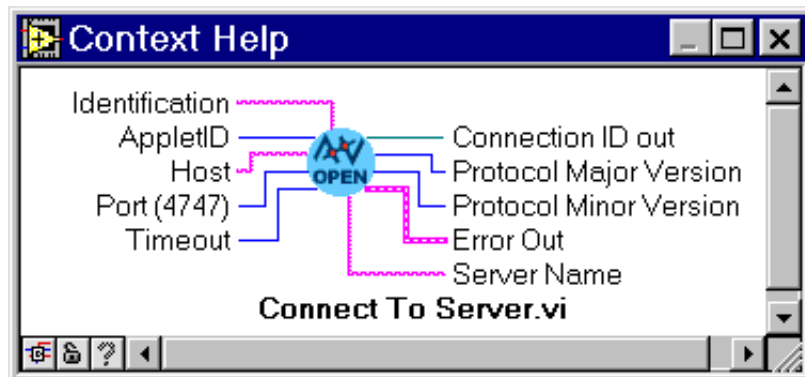 Context Help
Identification
AppletID
Host
Port (4747)
Timeout
OPEN
Connection ID out
Protocol Major Version
Protocol Minor Version
Error Out
Server Name
Connect To Server.vi
?